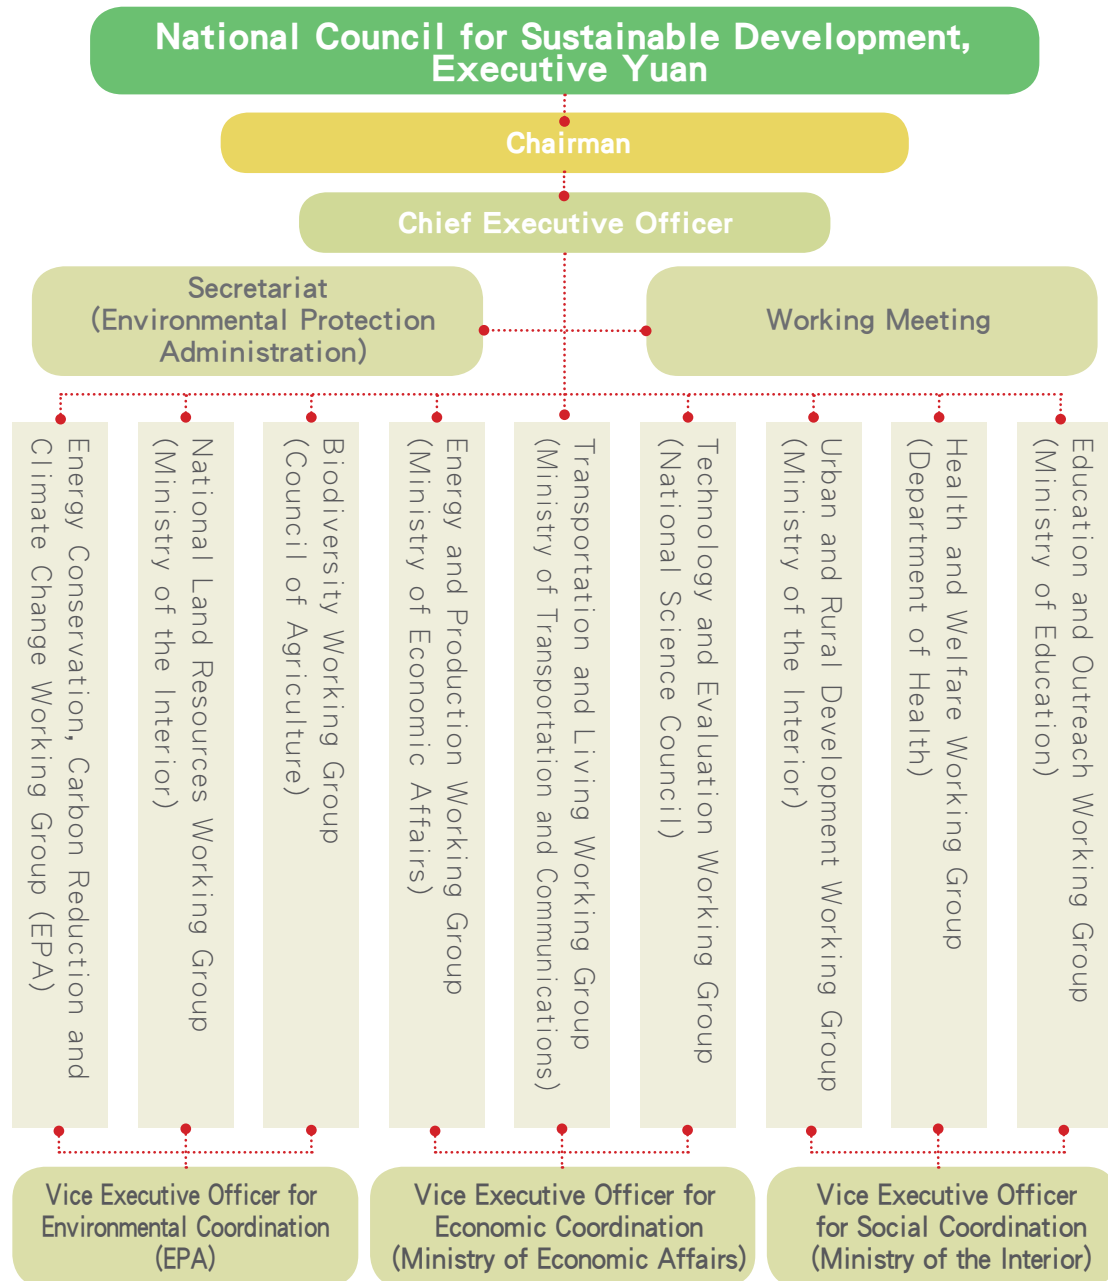 National Council for Sustainable Development,
Executive Yuan
Chairman
Chief Executive Officer
Secretariat
(Environmental Protection
Administration)
Working Meeting
Energy Conservation, Carbon Reduction and
Climate Change Working Group (EPA)
National Land Resources Working Group
(Ministry of the Interior)
Biodiversity Working Group
(Council of Agriculture)
Energy and Production Working Group
(Ministry of Economic Affairs)
Transportation and Living Working Group
(Ministry of Transportation and Communications)
Technology and Evaluation Working Group
(National Science Council)
Urban and Rural Development Working Group
(Ministry of the Interior)
Health and Welfare Working Group
(Department of Health)
Education and Outreach Working Group
(Ministry of Education)
Vice Executive Officer for
Environmental Coordination
(EPA)
Vice Executive Officer for
Economic Coordination
(Ministry of Economic Affairs)
Vice Executive Officer
for Social Coordination
(Ministry of the Interior)